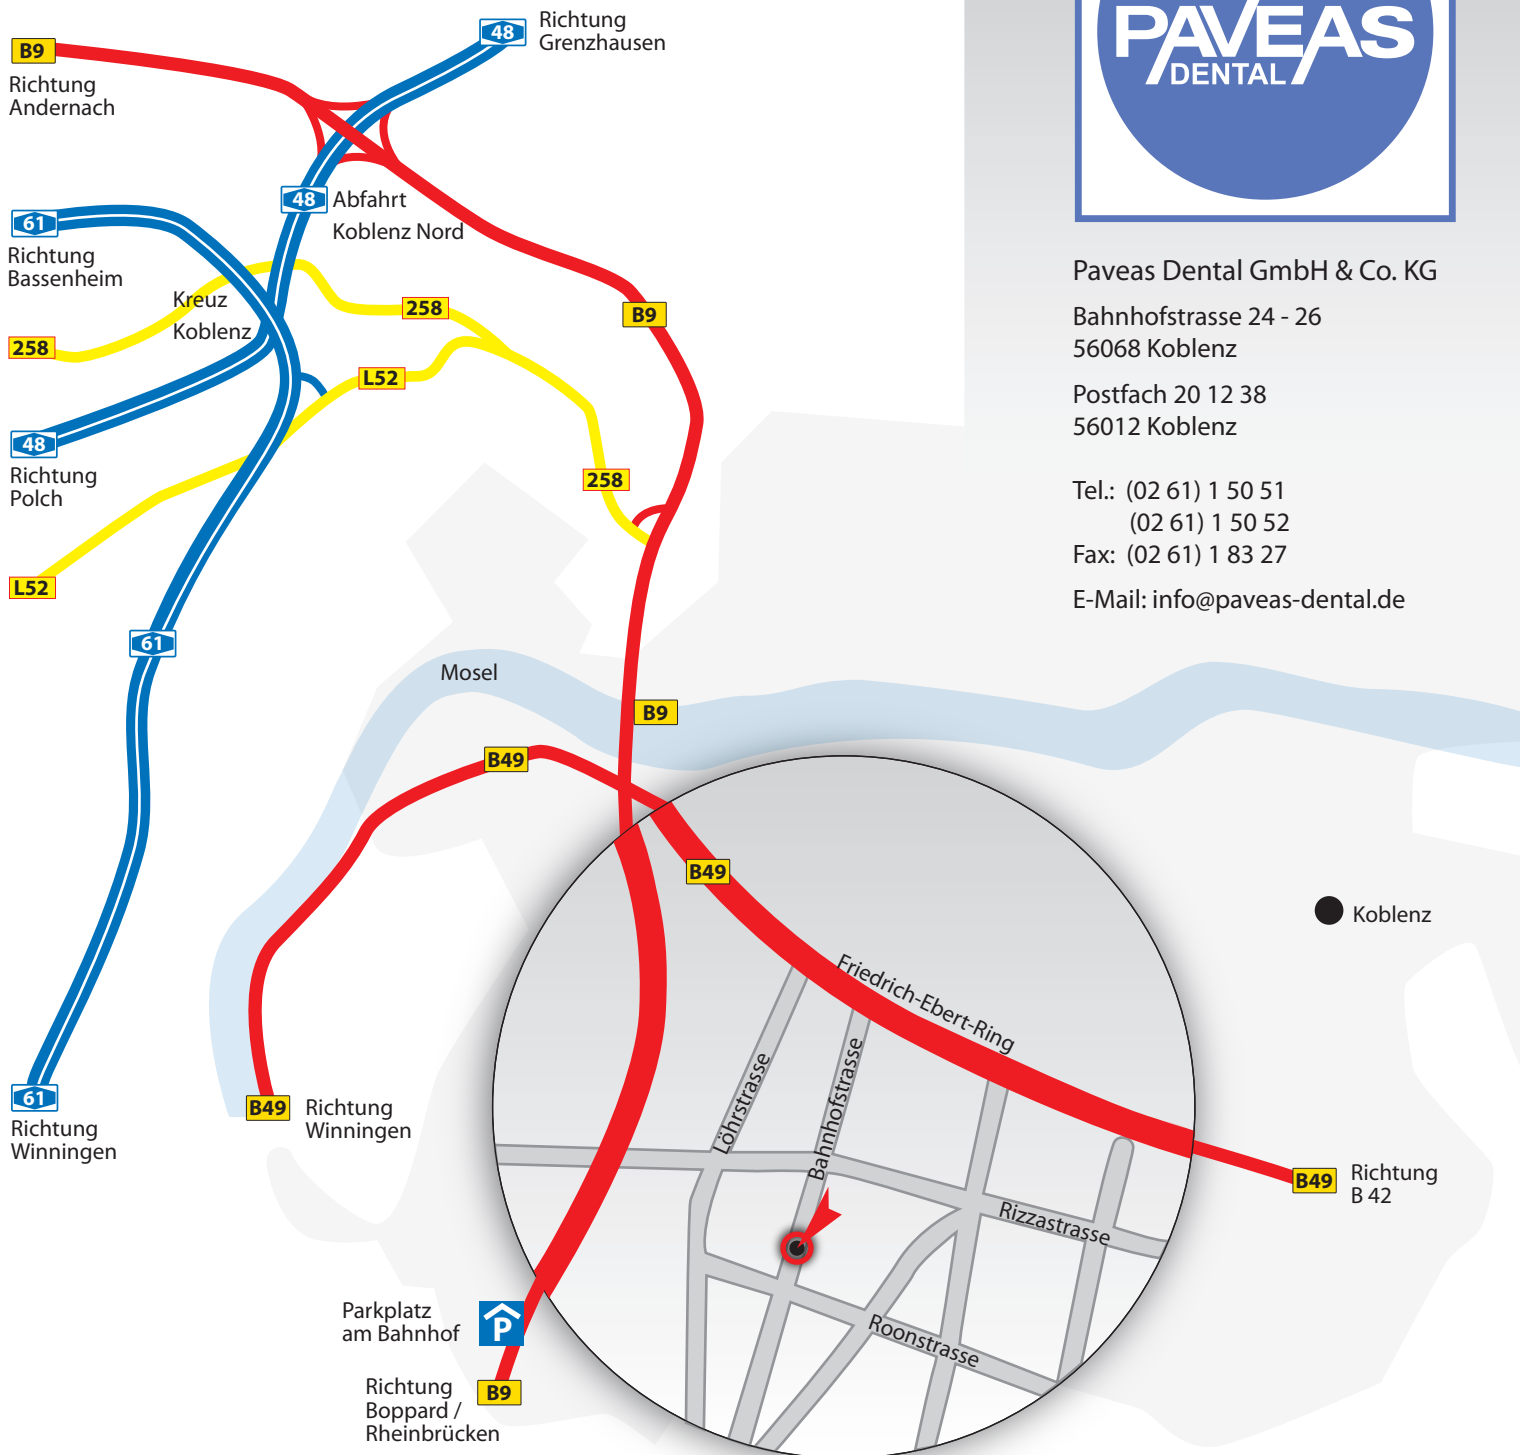 48
Richtung
Grenzhausen
B9
Richtung
Andernach
48
Abfahrt
Koblenz Nord
61
Richtung
Bassenheim
Kreuz
Koblenz
258
258
B9
L52
48
Richtung
Polch
258
L52
61
Mosel
B9
B49
B49
Koblenz
Friedrich-Ebert-Ring
Löhrstrasse
Bahnhofstrasse
61
Richtung
Winningen
B49
Richtung
Winningen
B49
Richtung
B 42
Rizzastrasse
Roonstrasse
Parkplatz
am Bahnhof
P
Richtung
Boppard /
Rheinbrücken
B9
PAVEAS
DENTAL
Paveas Dental GmbH & Co. KG
Bahnhofstrasse 24 - 26
56068 Koblenz
Postfach 20 12 38
56012 Koblenz
Tel.: (02 61) 1 50 51
(02 61) 1 50 52
Fax: (02 61) 1 83 27
E-Mail: info@paveas-dental.de